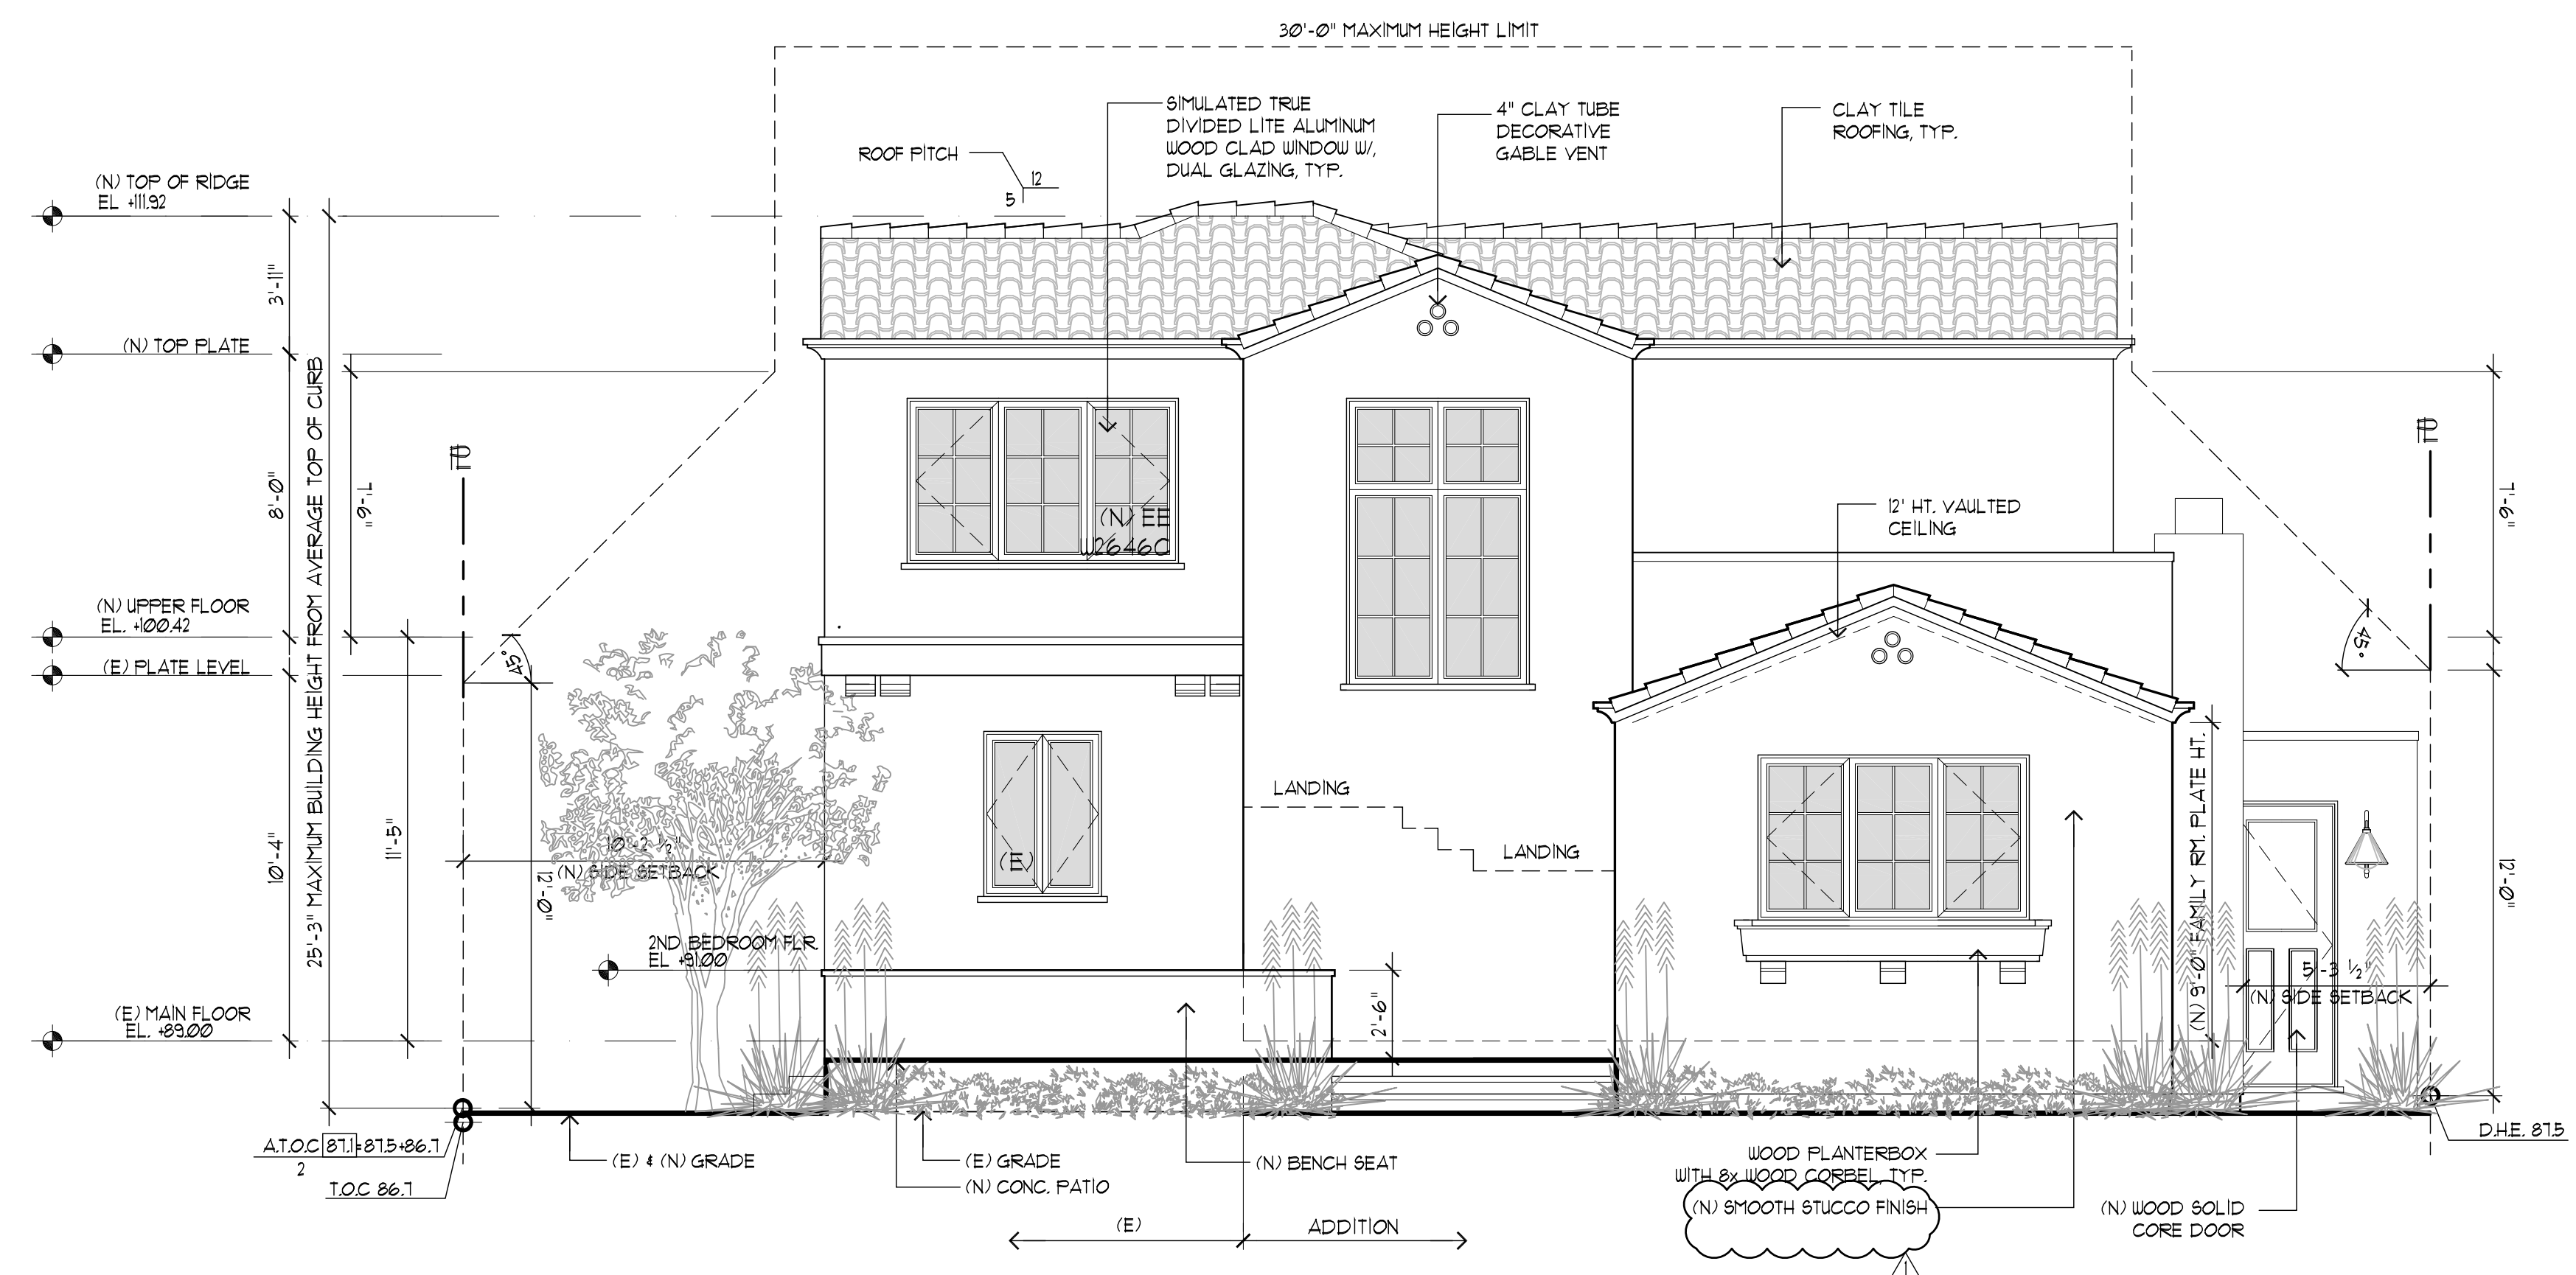 30'-0" MAXIMUM HEIGHT LIMIT
SIMULATED TRUE
DIVIDED LITE ALUMINUM
WOOD CLAD WINDOW W/,
DUAL GLAZING, TYP.
4" CLAY TUBE
DECORATIVE
GABLE VENT
CLAY TILE
ROOFING, TYP.
ROOF PITCH
12
5
(N) TOP OF RIDGE
EL +111.92
3'-11"
(N) TOP PLATE
25'-3" MAXIMUM BUILDING HEIGHT FROM AVERAGE TOP OF CURB
8'-0"
7'-6"
7'-6"
(N) EE
W2646C
12' HT. VAULTED
CEILING
(N) UPPER FLOOR
EL. +100.42
(E) PLATE LEVEL
45°
45°
10'-4"
11'-5"
12'-0"
10'-2 ½"
(N) SIDE SETBACK
(E)
LANDING
LANDING
(N) 9'-0" FAMILY RM. PLATE HT.
12'-0"
2ND BEDROOM FLR.
EL +91.00
2'-6"
5'-3 ½"
(N) SIDE SETBACK
(E) MAIN FLOOR
EL. +89.00
A.T.O.C 87.1=87.5+86.7
2
T.O.C 86.7
D.H.E. 87.5
(E) & (N) GRADE
(E) GRADE
(N) CONC. PATIO
(N) BENCH SEAT
WOOD PLANTERBOX
WITH 8x WOOD CORBEL, TYP.
(N) SMOOTH STUCCO FINISH
(N) WOOD SOLID
CORE DOOR
(E)
ADDITION
1